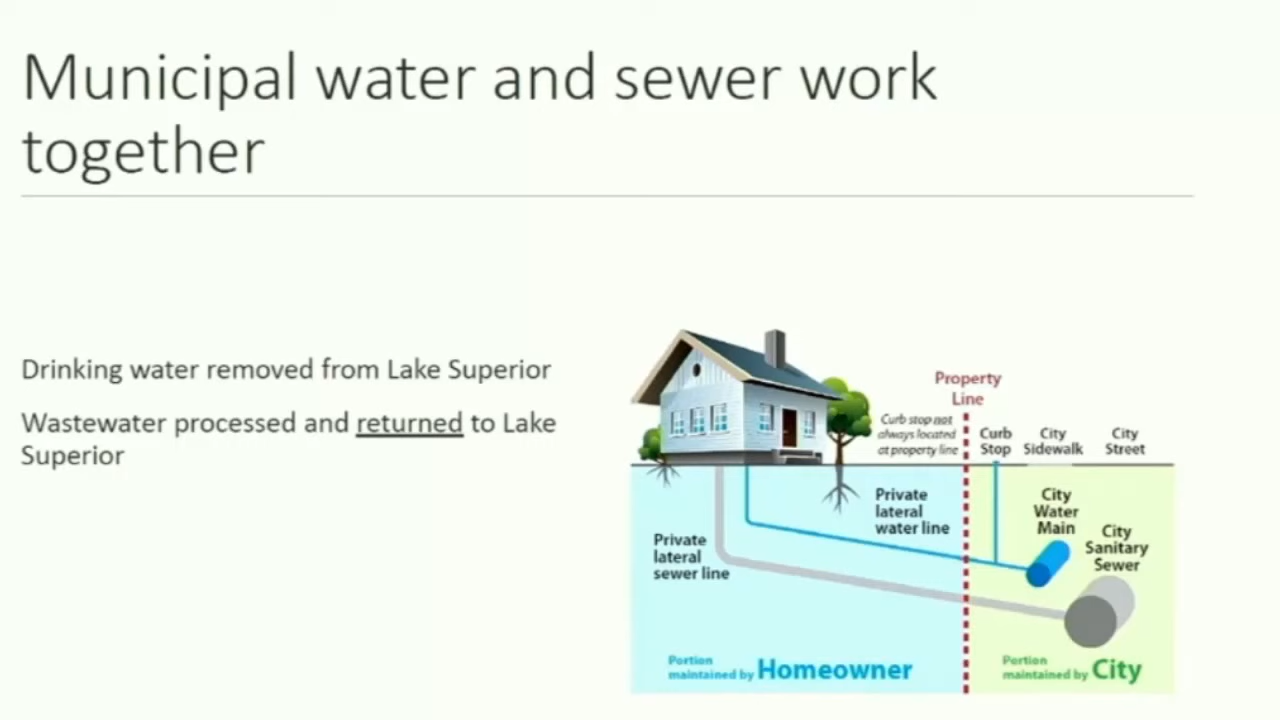 Municipal water and sewer work
together
Drinking water removed from Lake Superior
Wastewater processed and returned to Lake
Superior
Property
Line
Curb stop not
always located
at property line
Curb
Stop
City
Sidewalk
City
Street
Private
lateral
water line
City
Water
Main
City
Sanitary
Sewer
Private
lateral
sewer line
Portion
maintained by Homeowner
Portion
maintained by City